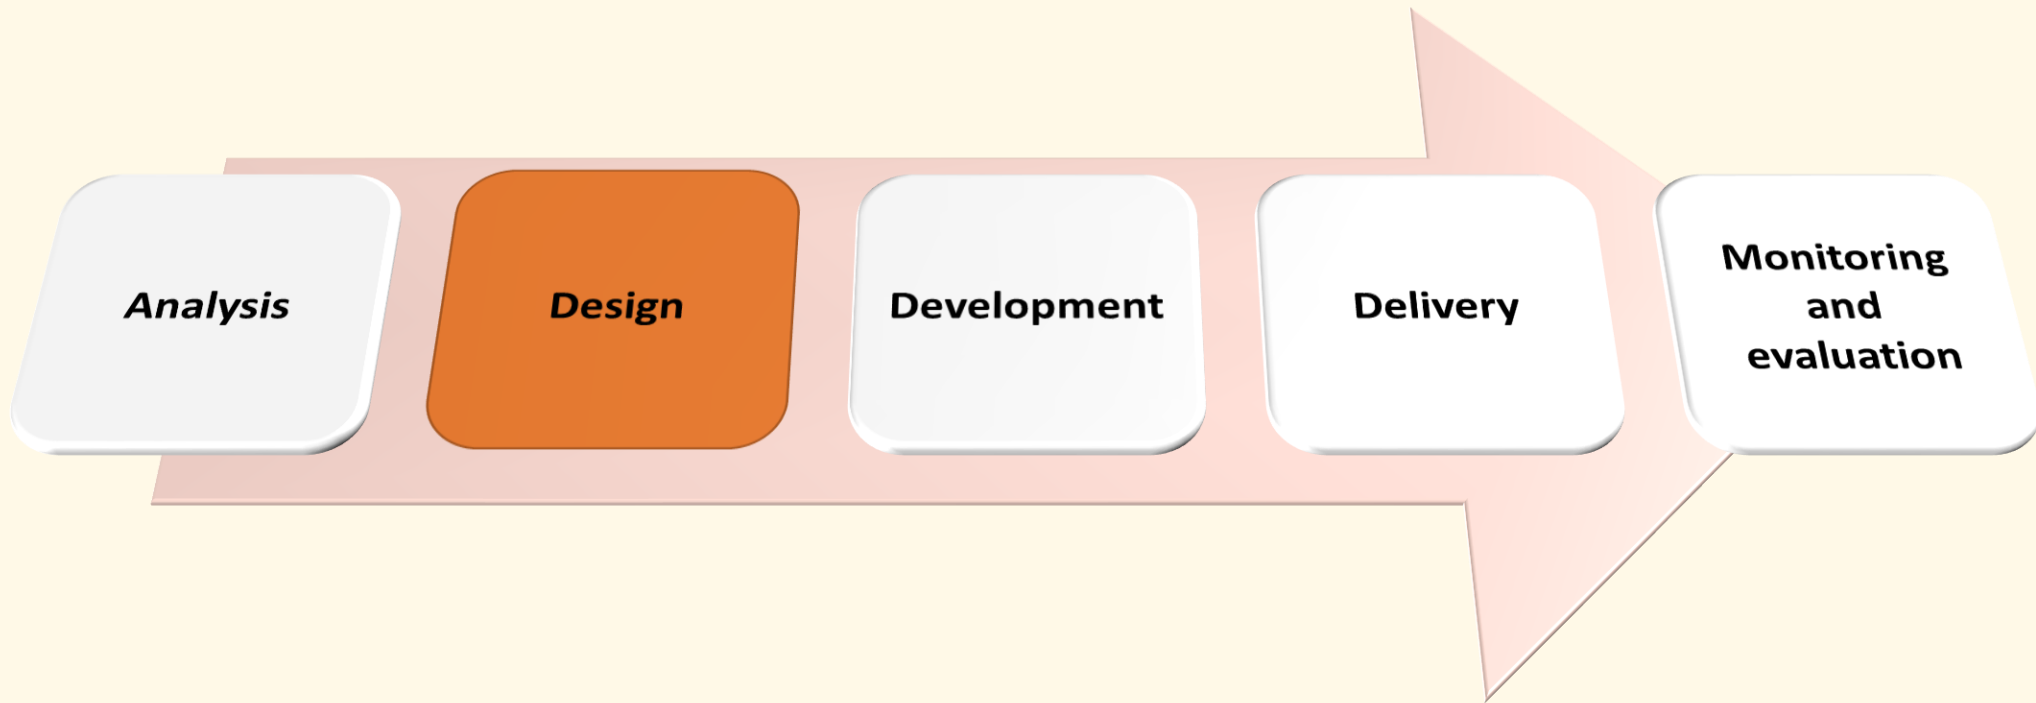 Analysis
Design
Development
Delivery
Monitoring
and
evaluation